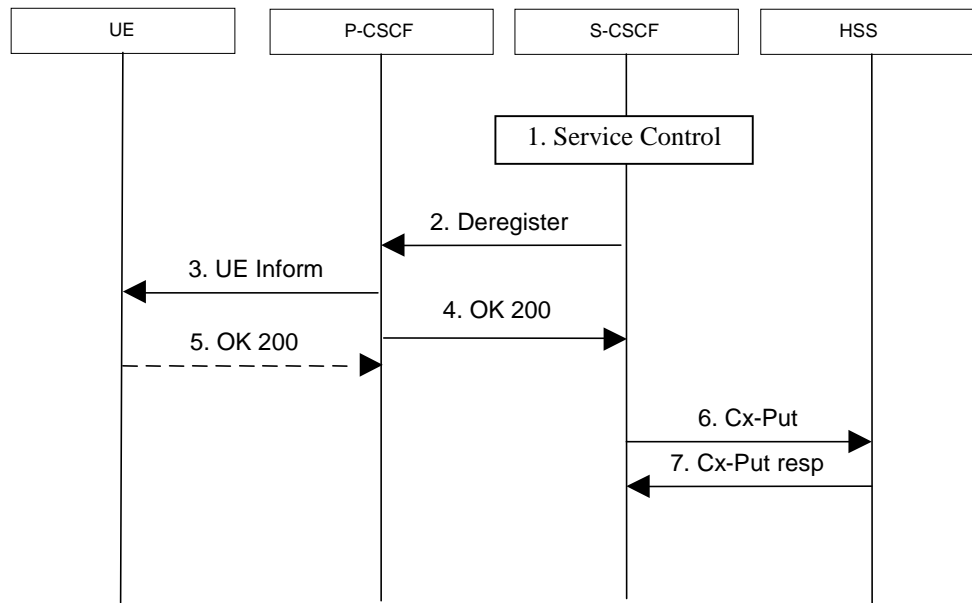 UE
P-CSCF
S-CSCF
HSS
1. Service Control
2. Deregister
3. UE Inform
4. OK 200
5. OK 200
6. Cx-Put
7. Cx-Put resp